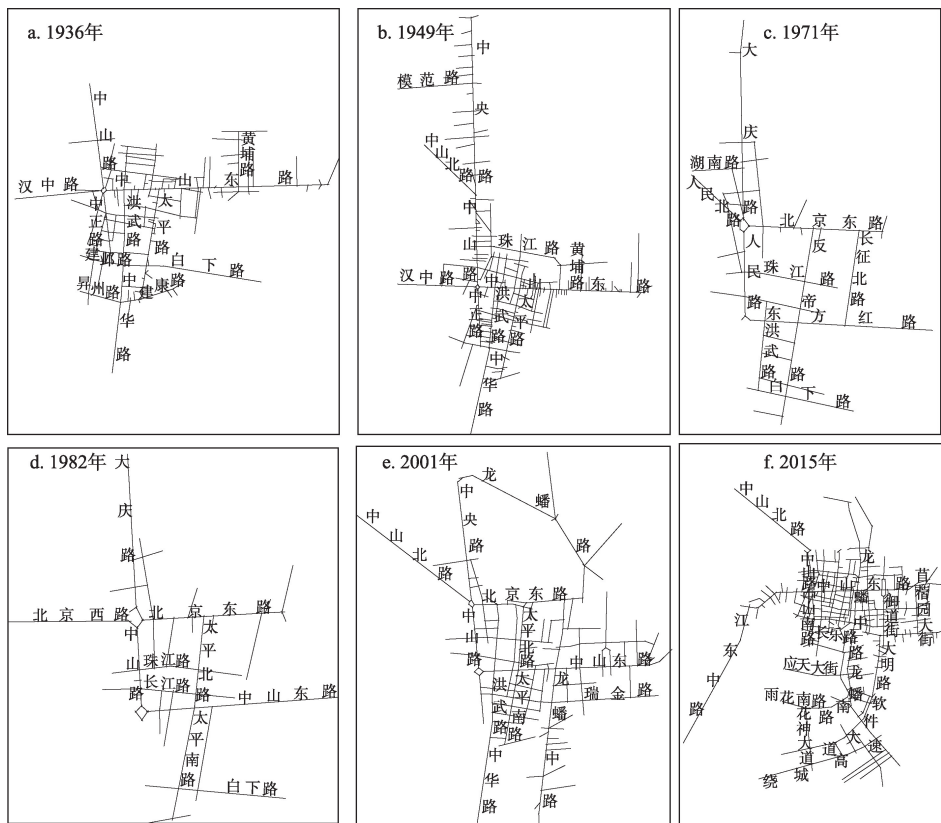 a. 1936年
中山路
黄埔路
汉中路
中山东路
中正路
洪武路
太平路
建邺路
白下路
昇州路
中华路
建康路
b. 1949年
中央路
模范路
中山北路
中山路
珠江路
黄埔路
汉中路
中山东路
中正路
洪武路
太平路
中华路
c. 1971年
大庆路
湖南路
人民北路
北京东路
人民路
反帝路
长征北路
珠江路
东方红路
洪武路
白下路
d. 1982年
大庆路
北京西路
北京东路
中山路
太平北路
珠江路
长江路
中山东路
太平南路
白下路
e. 2001年
龙蟠路
中央路
中山北路
北京东路
中山路
太平北路
中山东路
洪武路
太平南路
龙蟠中路
瑞金路
中华路
f. 2015年
中山北路
龙蟠中路
中山路
中山东路
苜蓿园大街
御道街
中山南路
江东中路
长乐路
大明路
应天大街
龙蟠南路
雨花南路
软件大道
花神大道
绕城高速